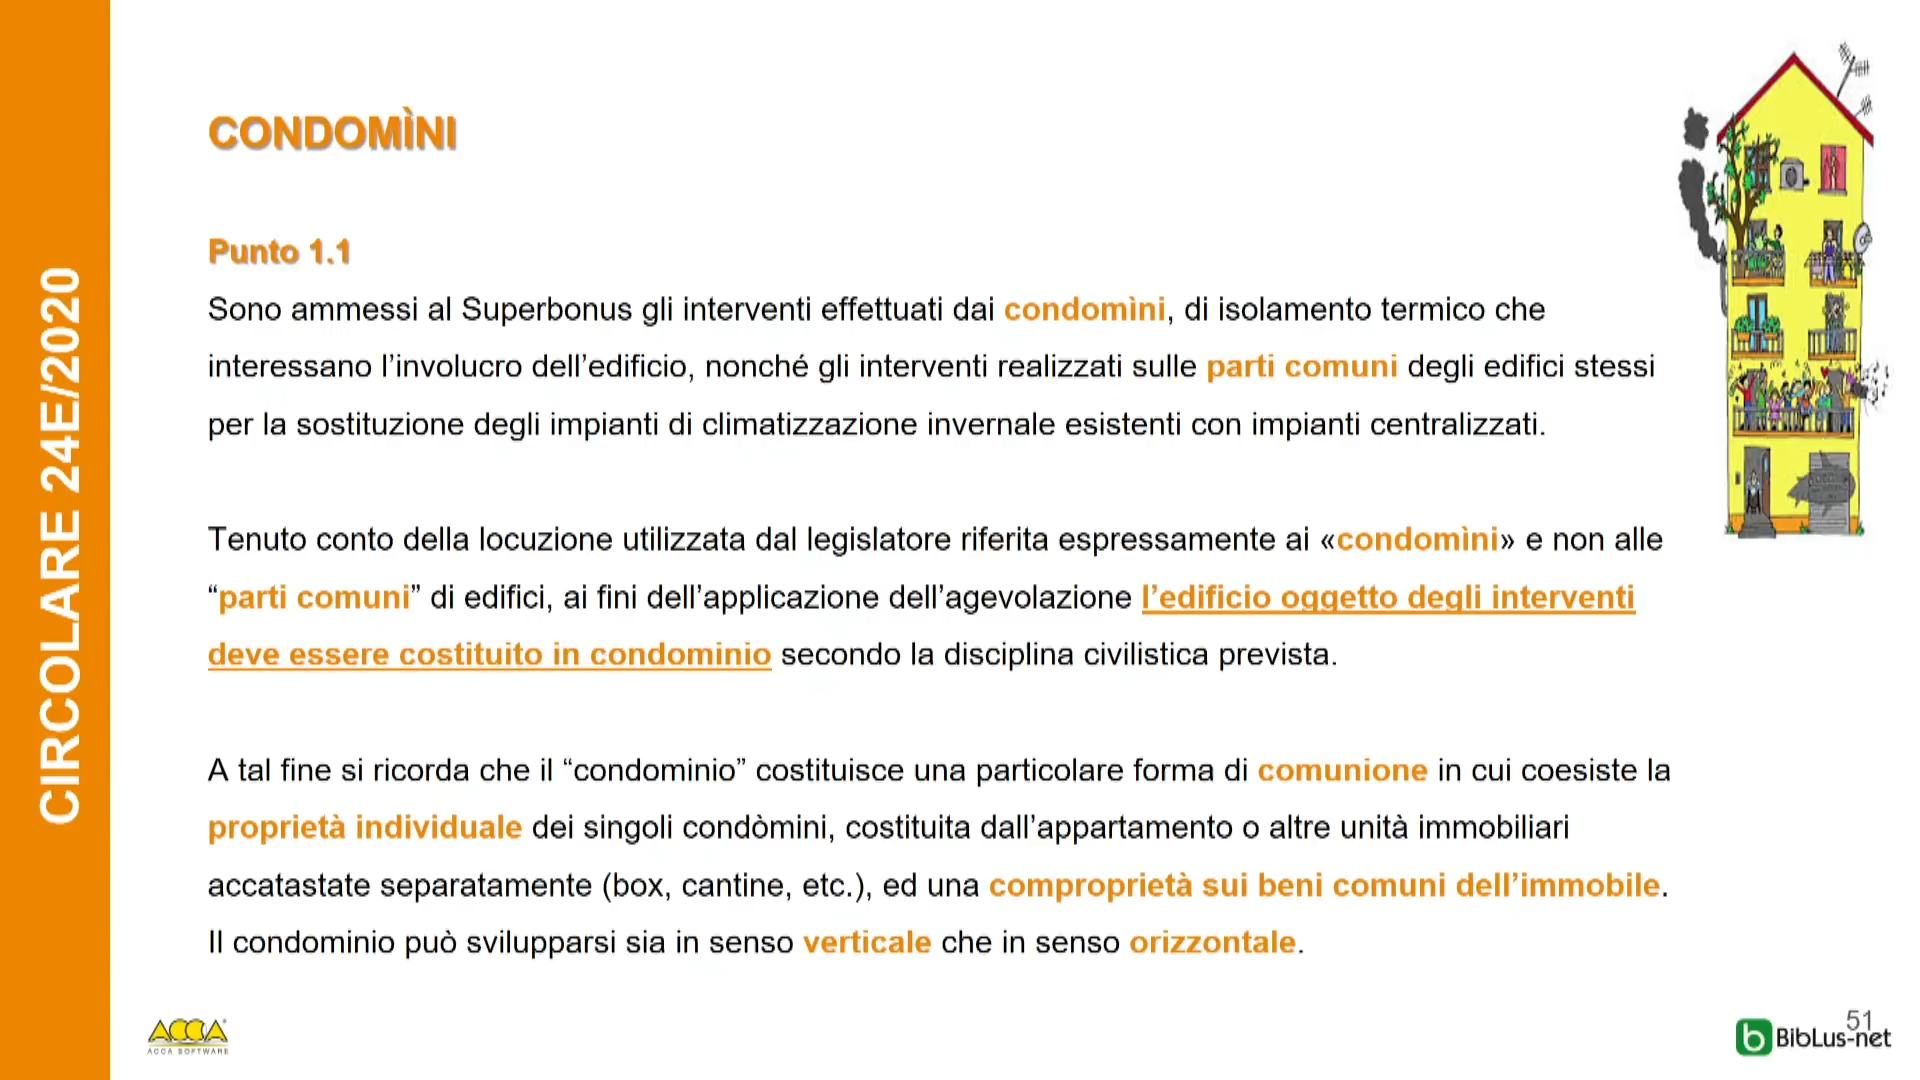 CIRCOLARE 24E/2020
CONDOMÌNI
Punto 1.1
Sono ammessi al Superbonus gli interventi effettuati dai condomìni, di isolamento termico che
interessano l’involucro dell’edificio, nonché gli interventi realizzati sulle parti comuni degli edifici stessi
per la sostituzione degli impianti di climatizzazione invernale esistenti con impianti centralizzati.
Tenuto conto della locuzione utilizzata dal legislatore riferita espressamente ai «condomìni» e non alle
“parti comuni” di edifici, ai fini dell’applicazione dell’agevolazione l’edificio oggetto degli interventi
deve essere costituito in condominio secondo la disciplina civilistica prevista.
A tal fine si ricorda che il “condominio” costituisce una particolare forma di comunione in cui coesiste la
proprietà individuale dei singoli condòmini, costituita dall’appartamento o altre unità immobiliari
accatastate separatamente (box, cantine, etc.), ed una comproprietà sui beni comuni dell’immobile.
Il condominio può svilupparsi sia in senso verticale che in senso orizzontale.
ACCA
ACCA SOFTWARE
51
b BibLus-net